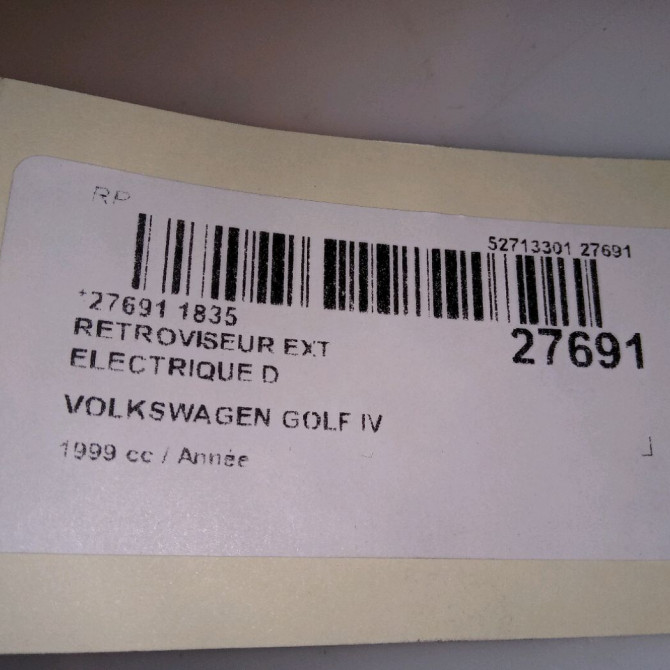 RP
52713301 27691
*27691 1835
27691
RETROVISEUR EXT
ELECTRIQUE D
VOLKSWAGEN GOLF IV
1999 cc / Année